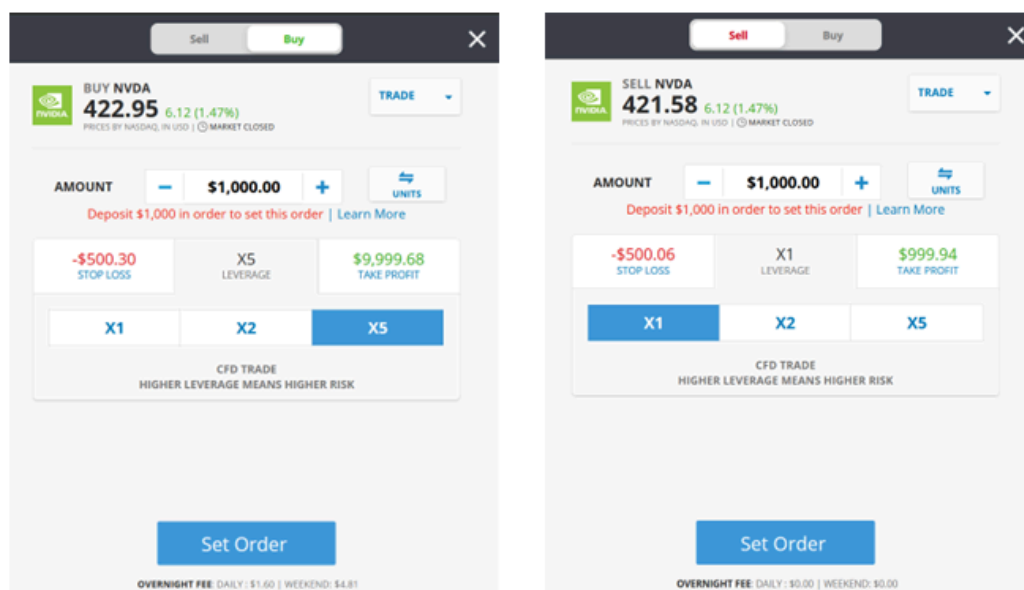 Sell Buy
NVIDIA
BUY NVDA
422.95 6.12 (1.47%)
PRICES BY NASDAQ, IN USD | MARKET CLOSED
TRADE
AMOUNT − $1,000.00 + UNITS
Deposit $1,000 in order to set this order | Learn More
-$500.30 X5 $9,999.68
STOP LOSS LEVERAGE TAKE PROFIT
X1 X2 X5
CFD TRADE
HIGHER LEVERAGE MEANS HIGHER RISK
Set Order
OVERNIGHT FEE: DAILY : $1.60 | WEEKEND: $4.81
Sell Buy
NVIDIA
SELL NVDA
421.58 6.12 (1.47%)
PRICES BY NASDAQ, IN USD | MARKET CLOSED
TRADE
AMOUNT − $1,000.00 + UNITS
Deposit $1,000 in order to set this order | Learn More
-$500.06 X1 $999.94
STOP LOSS LEVERAGE TAKE PROFIT
X1 X2 X5
CFD TRADE
HIGHER LEVERAGE MEANS HIGHER RISK
Set Order
OVERNIGHT FEE: DAILY : $0.00 | WEEKEND: $0.00